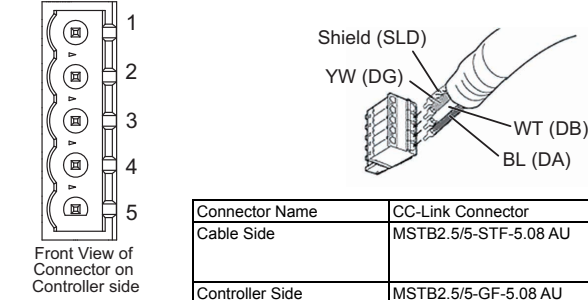 1
2
3
4
5
Front View of
Connector on
Controller side
Shield (SLD)
YW (DG)
WT (DB)
BL (DA)
Connector Name CC-Link Connector
Cable Side MSTB2.5/5-STF-5.08 AU
Controller Side MSTB2.5/5-GF-5.08 AU